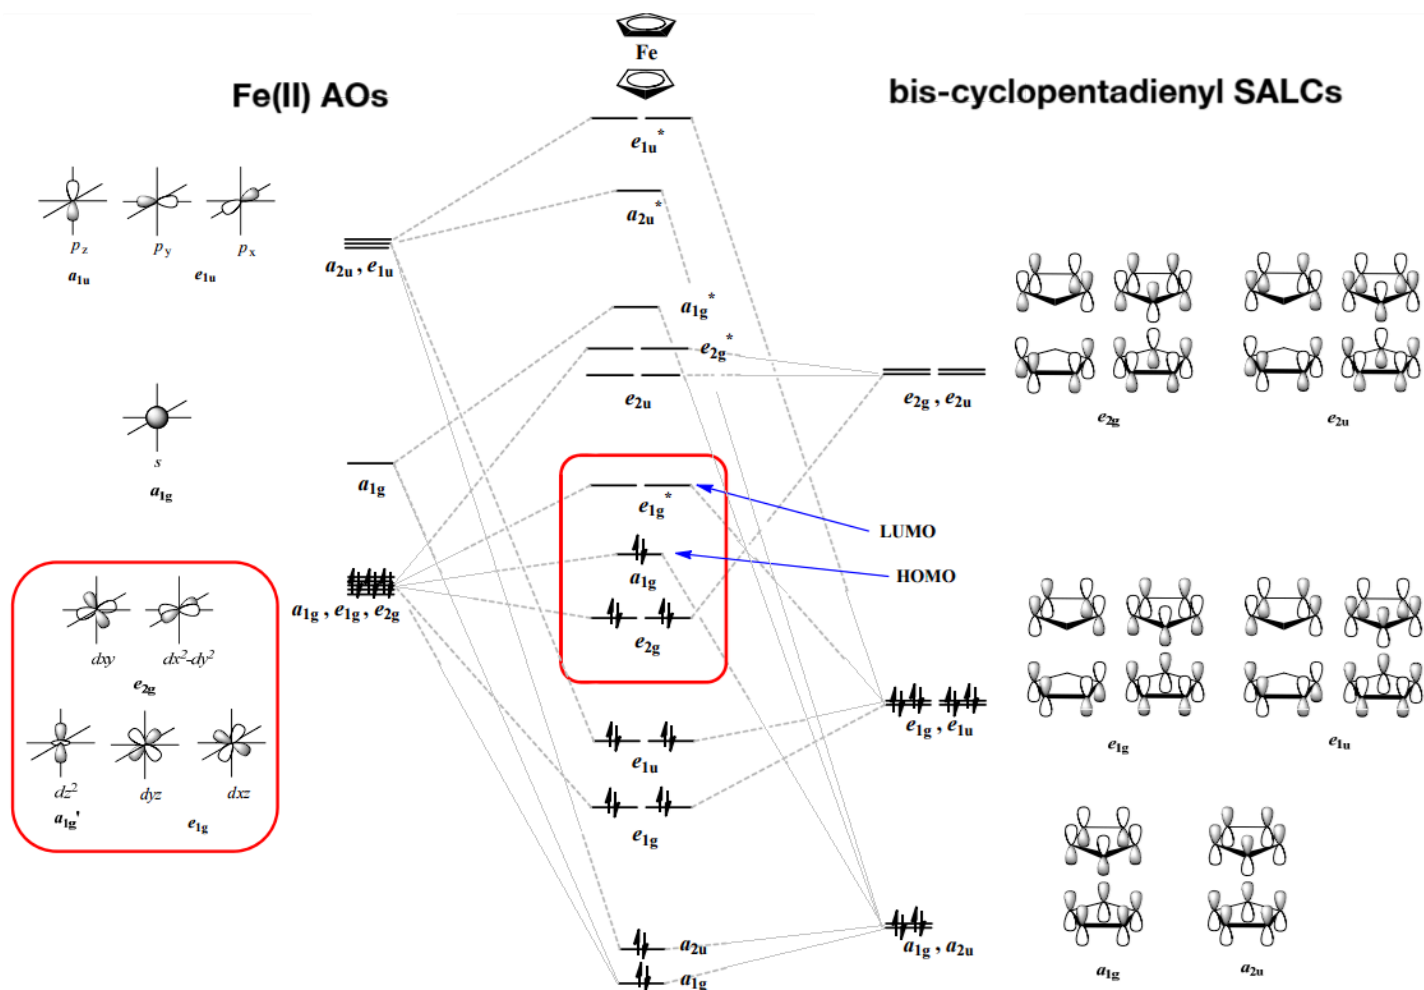 Fe
Fe(II) AOs
bis-cyclopentadienyl SALCs
e1u*
a2u*
pz py px
a1u e1u
a2u , e1u
a1g*
e2g*
e2u
e2g , e2u
e2g e2u
s
a1g
a1g
e1g*
LUMO
a1g
HOMO
e2g
a1g , e1g , e2g
dxy dx²-dy²
e2g
dz² dyz dxz
a1g' e1g
e1g , e1u
e1g e1u
e1u
e1g
a2u
a1g
a1g , a2u
a1g a2u